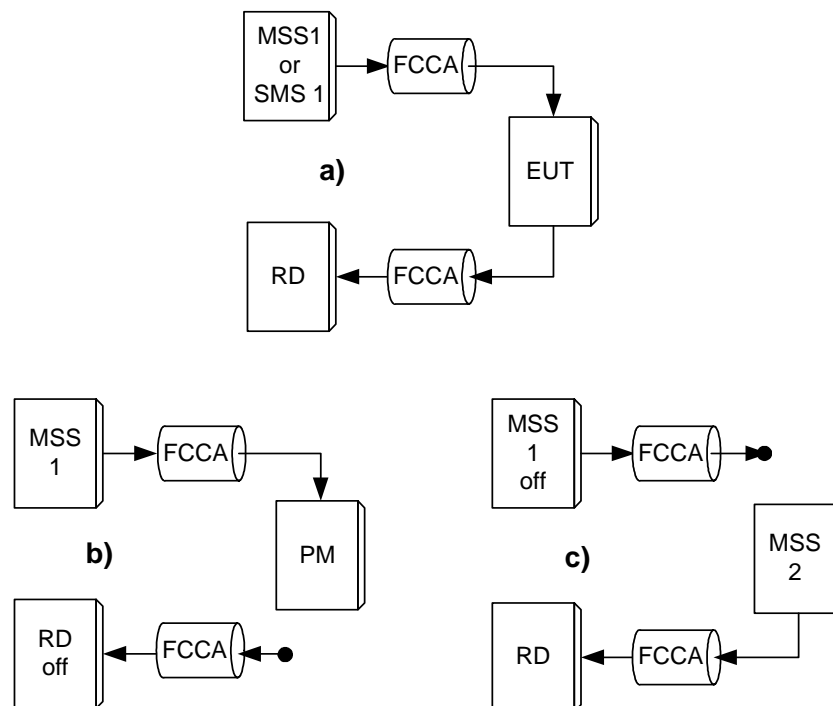 MSS1
or
SMS 1
FCCA
a)
EUT
RD
FCCA
MSS
1
FCCA
b)
PM
RD
off
FCCA
MSS
1
off
FCCA
c)
MSS
2
RD
FCCA